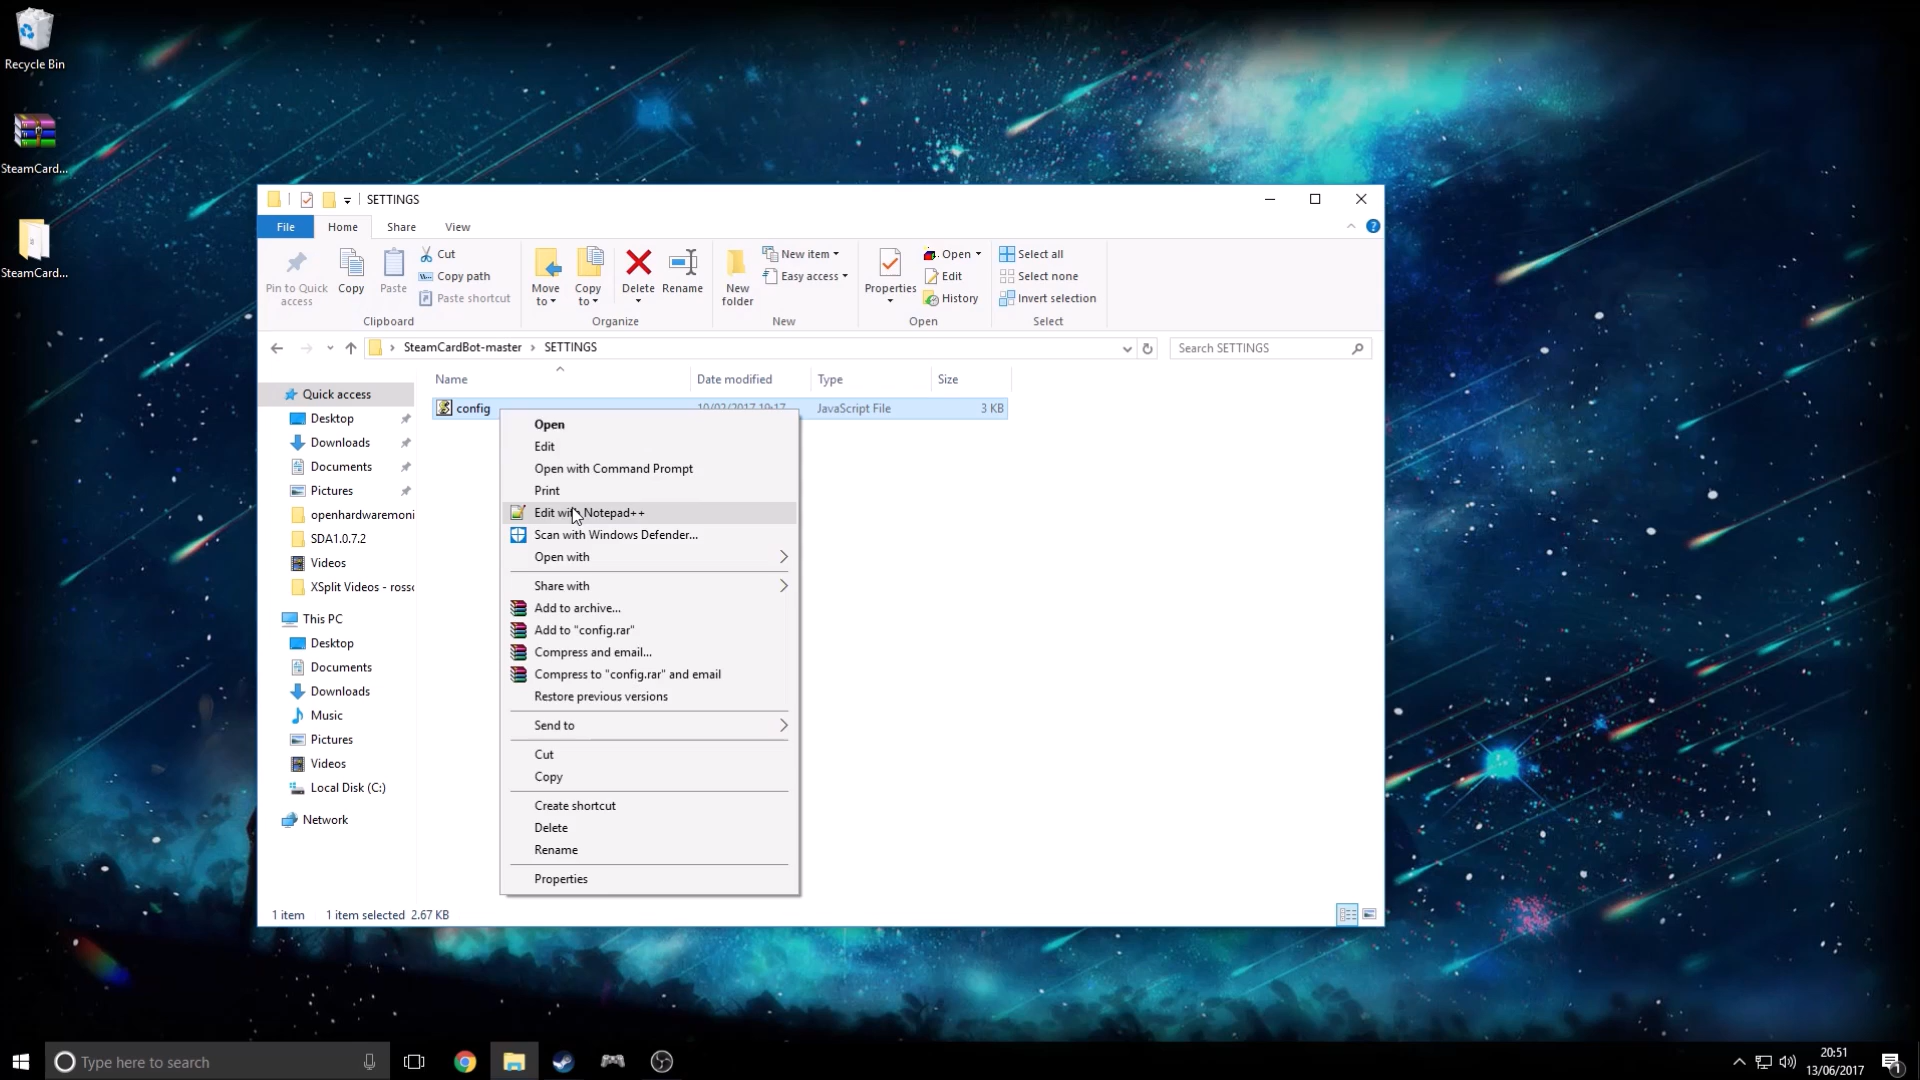 Recycle Bin
SteamCard...
SteamCard...
SETTINGS
File
Home
Share
View
Pin to Quick
access
Copy
Paste
Cut
Copy path
Paste shortcut
Clipboard
Move
to
Copy
to
Delete
Rename
Organize
New
folder
New item
Easy access
New
Properties
Open
Edit
History
Open
Select all
Select none
Invert selection
Select
SteamCardBot-master
SETTINGS
Search SETTINGS
Name
Date modified
Type
Size
config
10/02/2017 19:17
JavaScript File
3 KB
Quick access
Desktop
Downloads
Documents
Pictures
openhardwaremoni
SDA1.0.7.2
Videos
XSplit Videos - rosso
This PC
Desktop
Documents
Downloads
Music
Pictures
Videos
Local Disk (C:)
Network
Open
Edit
Open with Command Prompt
Print
Edit with Notepad++
Scan with Windows Defender...
Open with
Share with
Add to archive...
Add to "config.rar"
Compress and email...
Compress to "config.rar" and email
Restore previous versions
Send to
Cut
Copy
Create shortcut
Delete
Rename
Properties
1 item
1 item selected 2.67 KB
Type here to search
20:51
13/06/2017
1